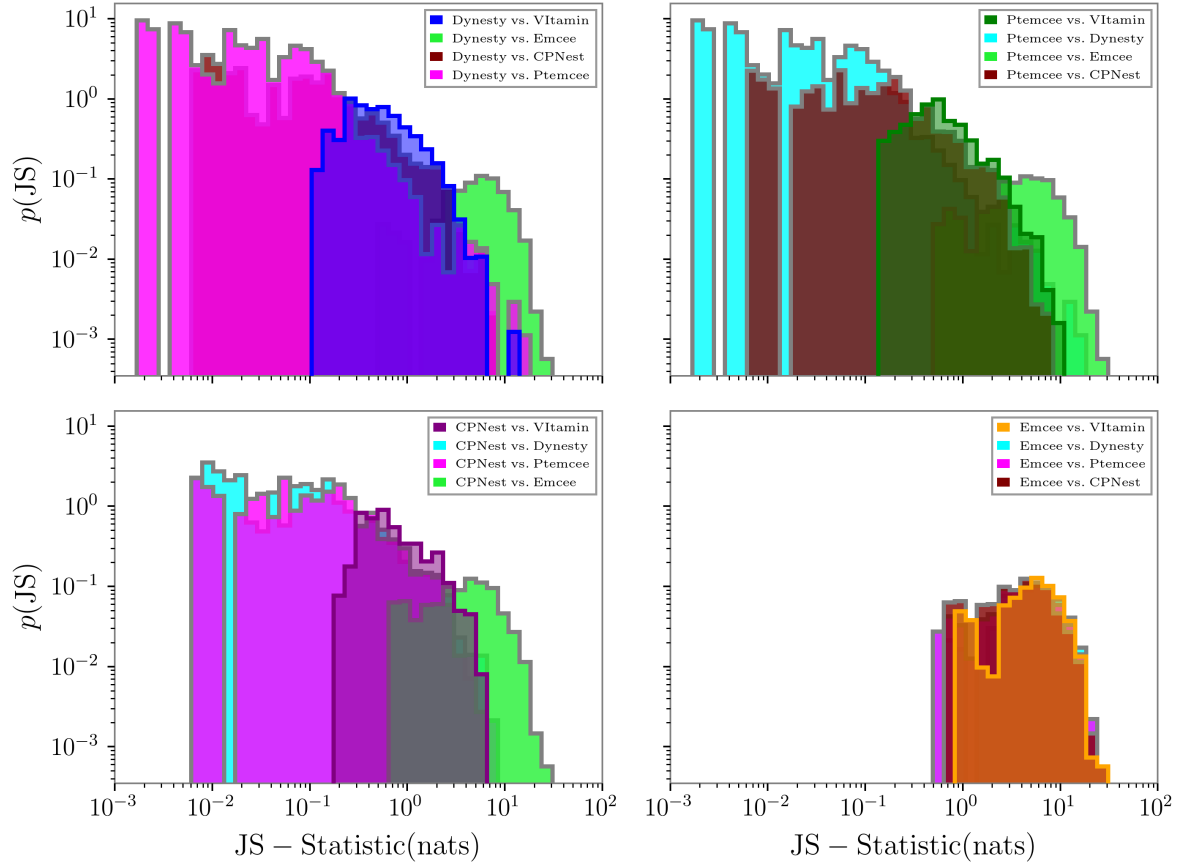 10^1
10^0
10^{-1}
10^{-2}
10^{-3}
p(JS)
Dynesty vs. VItamin
Dynesty vs. Emcee
Dynesty vs. CPNest
Dynesty vs. Ptemcee
Ptemcee vs. VItamin
Ptemcee vs. Dynesty
Ptemcee vs. Emcee
Ptemcee vs. CPNest
10^1
10^0
10^{-1}
10^{-2}
10^{-3}
p(JS)
CPNest vs. VItamin
CPNest vs. Dynesty
CPNest vs. Ptemcee
CPNest vs. Emcee
Emcee vs. VItamin
Emcee vs. Dynesty
Emcee vs. Ptemcee
Emcee vs. CPNest
10^{-3} 10^{-2} 10^{-1} 10^0 10^1 10^2
10^{-3} 10^{-2} 10^{-1} 10^0 10^1 10^2
JS − Statistic(nats)
JS − Statistic(nats)